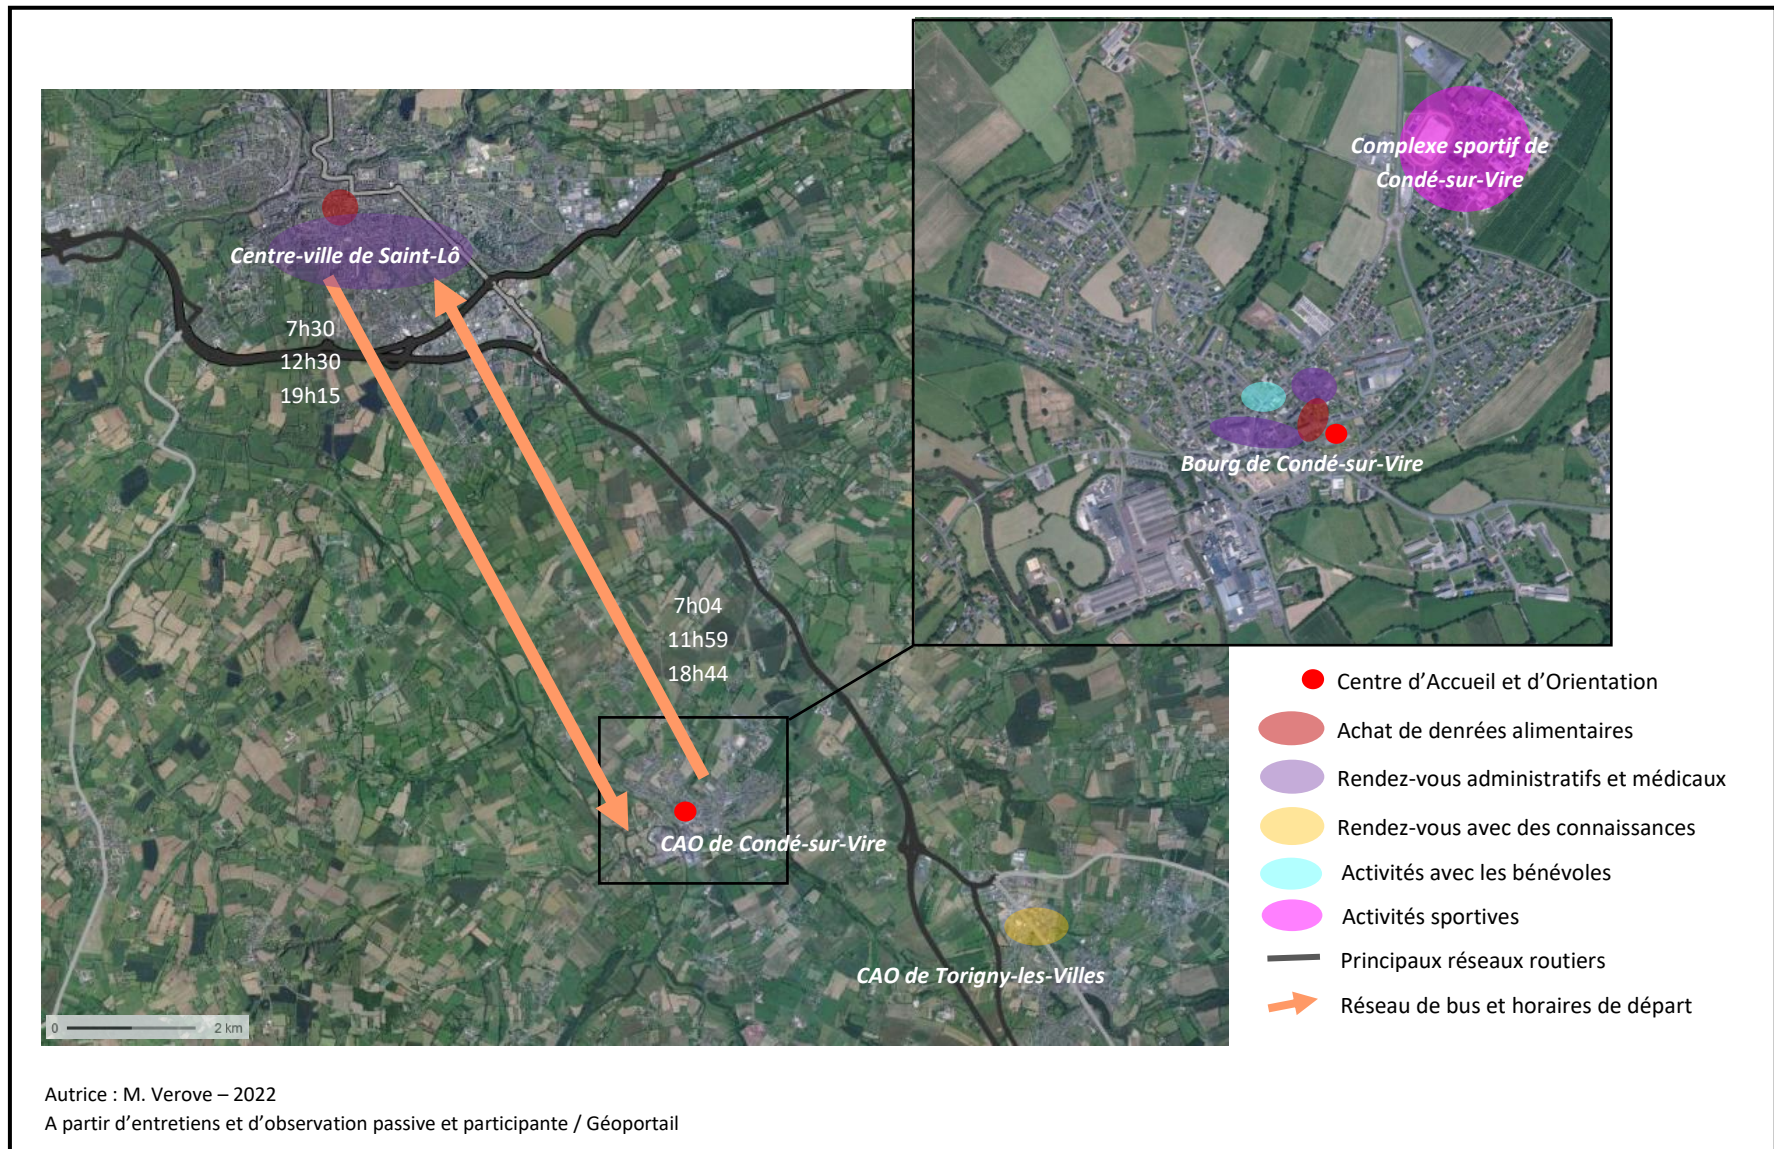 Complexe sportif de
Condé-sur-Vire
Centre-ville de Saint-Lô
7h30
12h30
19h15
Bourg de Condé-sur-Vire
7h04
11h59
18h44
CAO de Condé-sur-Vire
CAO de Torigny-les-Villes
Centre d’Accueil et d’Orientation
Achat de denrées alimentaires
Rendez-vous administratifs et médicaux
Rendez-vous avec des connaissances
Activités avec les bénévoles
Activités sportives
Principaux réseaux routiers
Réseau de bus et horaires de départ
0 2 km
Autrice : M. Verove – 2022
A partir d’entretiens et d’observation passive et participante / Géoportail